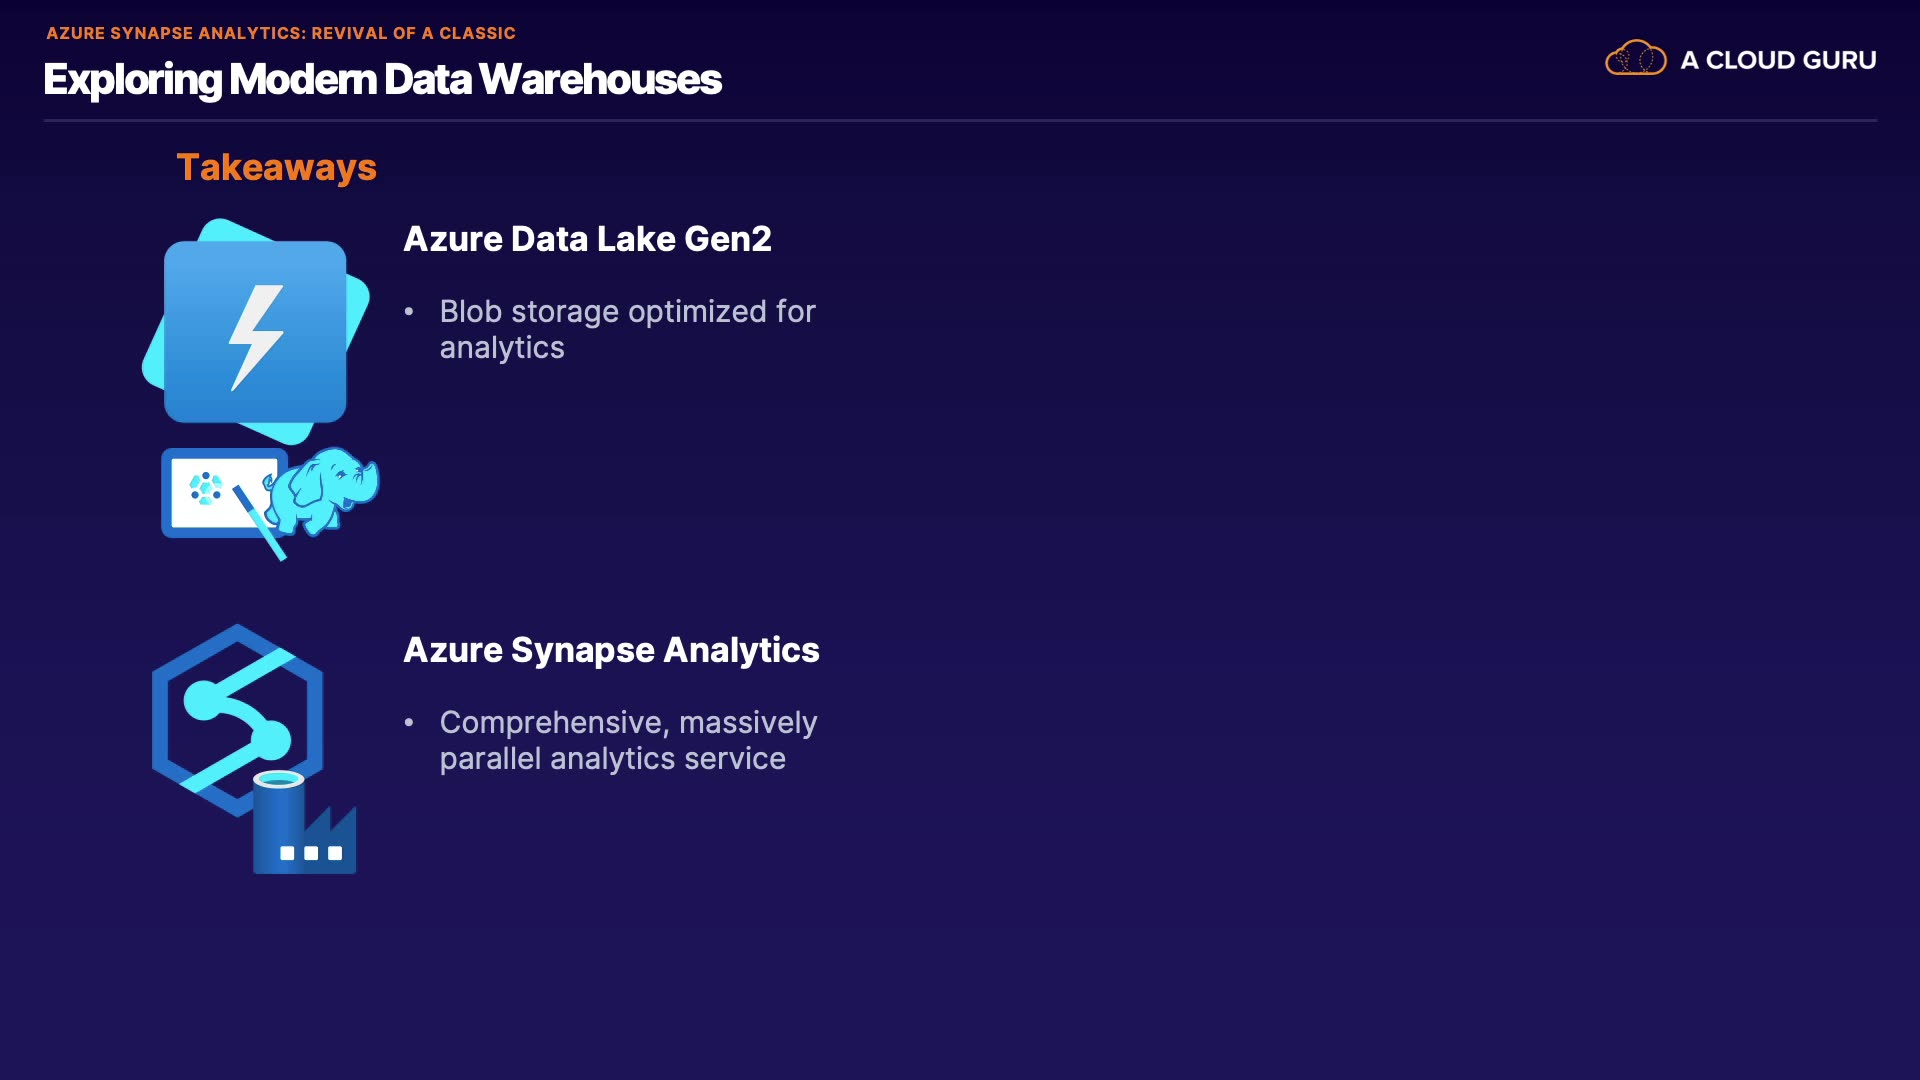 AZURE SYNAPSE ANALYTICS: REVIVAL OF A CLASSIC
Exploring Modern Data Warehouses
A CLOUD GURU
Takeaways
Azure Data Lake Gen2
• Blob storage optimized for
analytics
Azure Synapse Analytics
• Comprehensive, massively
parallel analytics service